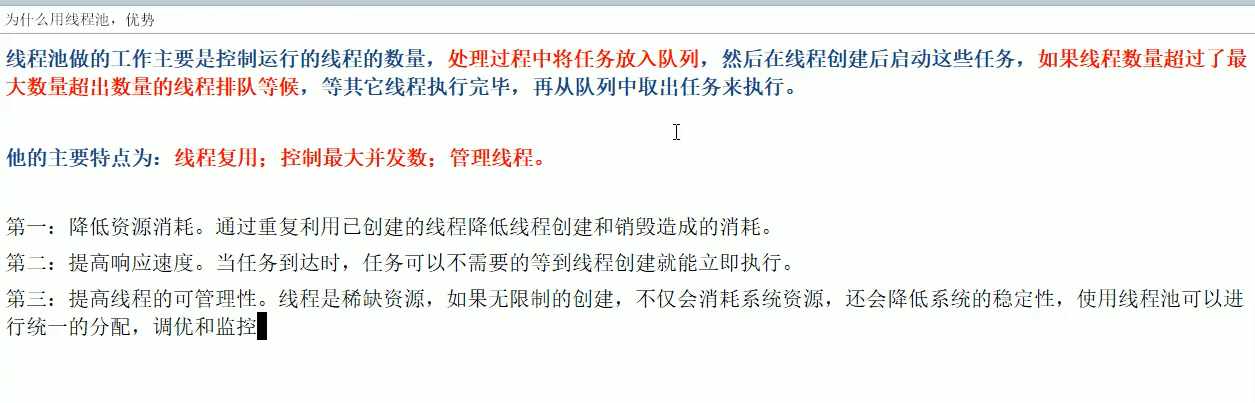 为什么用线程池，优势
线程池做的工作主要是控制运行的线程的数量，处理过程中将任务放入队列，然后在线程创建后启动这些任务，如果线程数量超过了最
大数量超出数量的线程排队等候，等其它线程执行完毕，再从队列中取出任务来执行。
他的主要特点为：线程复用；控制最大并发数；管理线程。
第一：降低资源消耗。通过重复利用已创建的线程降低线程创建和销毁造成的消耗。
第二：提高响应速度。当任务到达时，任务可以不需要的等到线程创建就能立即执行。
第三：提高线程的可管理性。线程是稀缺资源，如果无限制的创建，不仅会消耗系统资源，还会降低系统的稳定性，使用线程池可以进
行统一的分配，调优和监控